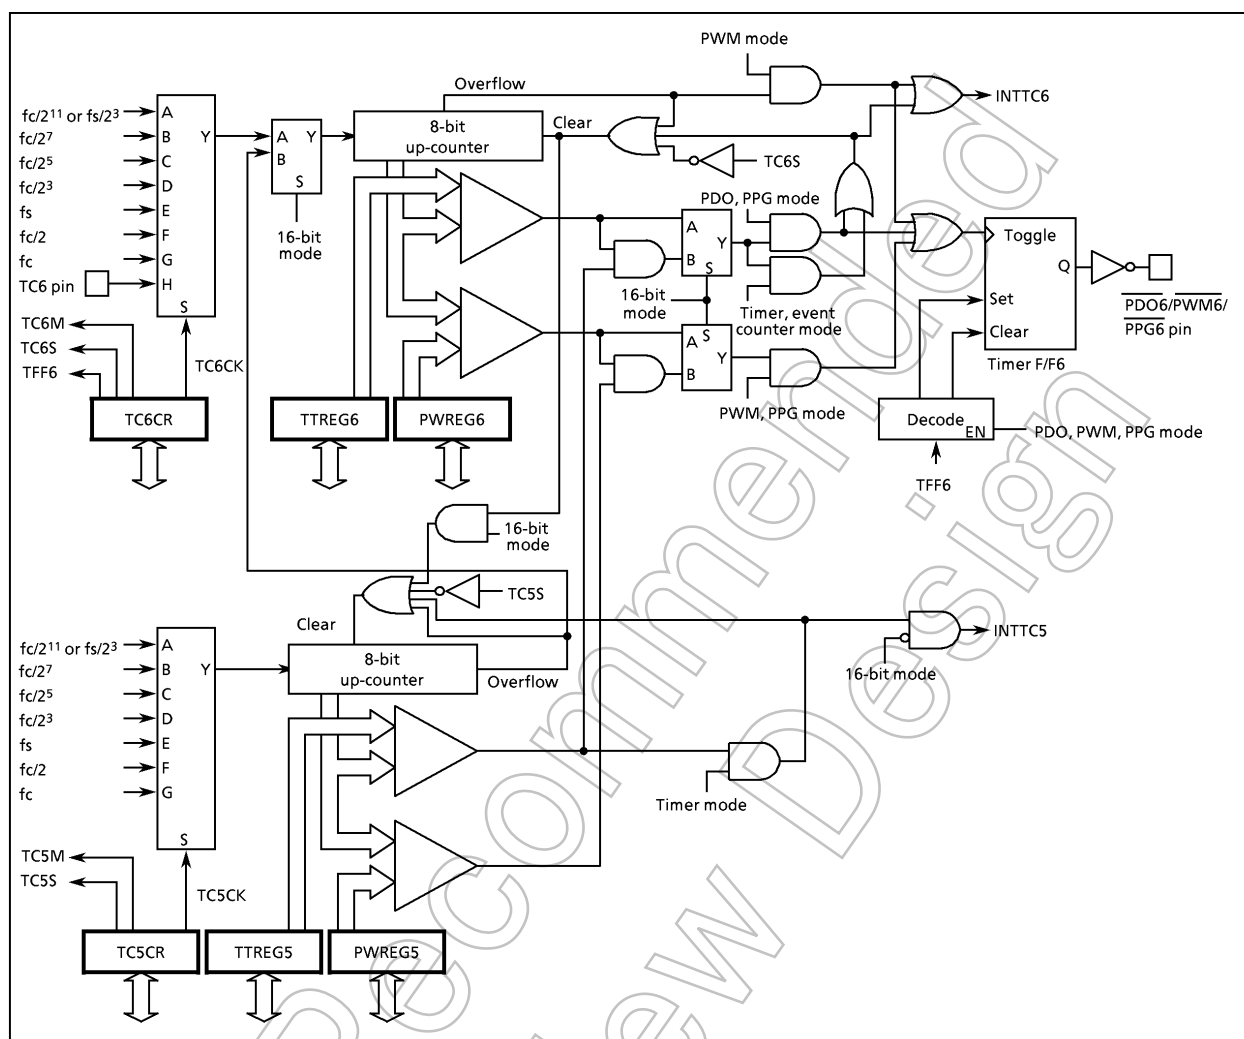 PWM mode
Overflow
INTTC6
fc/2¹¹ or fs/2³
fc/2⁷
fc/2⁵
fc/2³
fs
fc/2
fc
TC6 pin
A
B
C
D
E
F
G
H
Y
S
A
B
Y
S
16-bit
mode
8-bit
up-counter
Clear
TC6S
PDO, PPG mode
A
B
Y
S
16-bit
mode
Timer, event
counter mode
A
B
S
Y
PWM, PPG mode
Toggle
Q
Set
Clear
Timer F/F6
PDO6/PWM6/
PPG6 pin
TC6M
TC6S
TFF6
TC6CK
TC6CR
TTREG6
PWREG6
Decode
EN
PDO, PWM, PPG mode
TFF6
16-bit
mode
TC5S
Clear
INTTC5
16-bit mode
fc/2¹¹ or fs/2³
fc/2⁷
fc/2⁵
fc/2³
fs
fc/2
fc
A
B
C
D
E
F
G
Y
S
8-bit
up-counter
Overflow
Timer mode
TC5M
TC5S
TC5CK
TC5CR
TTREG5
PWREG5
Recommended
New Design